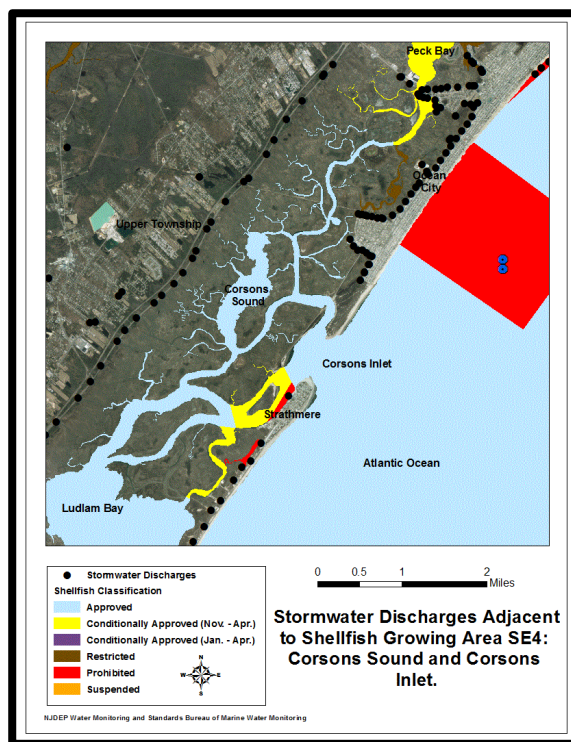 Peck Bay
Ocean
City
Upper Township
Corsons
Sound
Corsons Inlet
Strathmere
Atlantic Ocean
Ludlam Bay
Stormwater Discharges
Shellfish Classification
Approved
Conditionally Approved (Nov. - Apr.)
Conditionally Approved (Jan. - Apr.)
Restricted
Prohibited
Suspended
N
W E
S
0 0.5 1 2
Miles
Stormwater Discharges Adjacent
to Shellfish Growing Area SE4:
Corsons Sound and Corsons
Inlet.
NJDEP Water Monitoring and Standards Bureau of Marine Water Monitoring